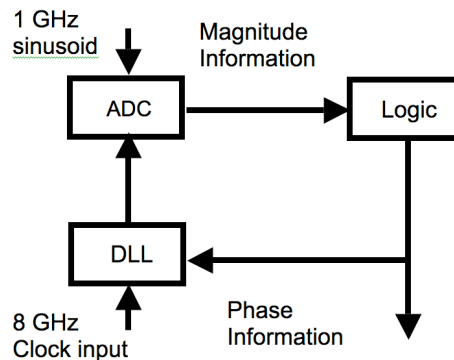 1 GHz
sinusoid
Magnitude
Information
ADC
Logic
DLL
Phase
Information
8 GHz
Clock input